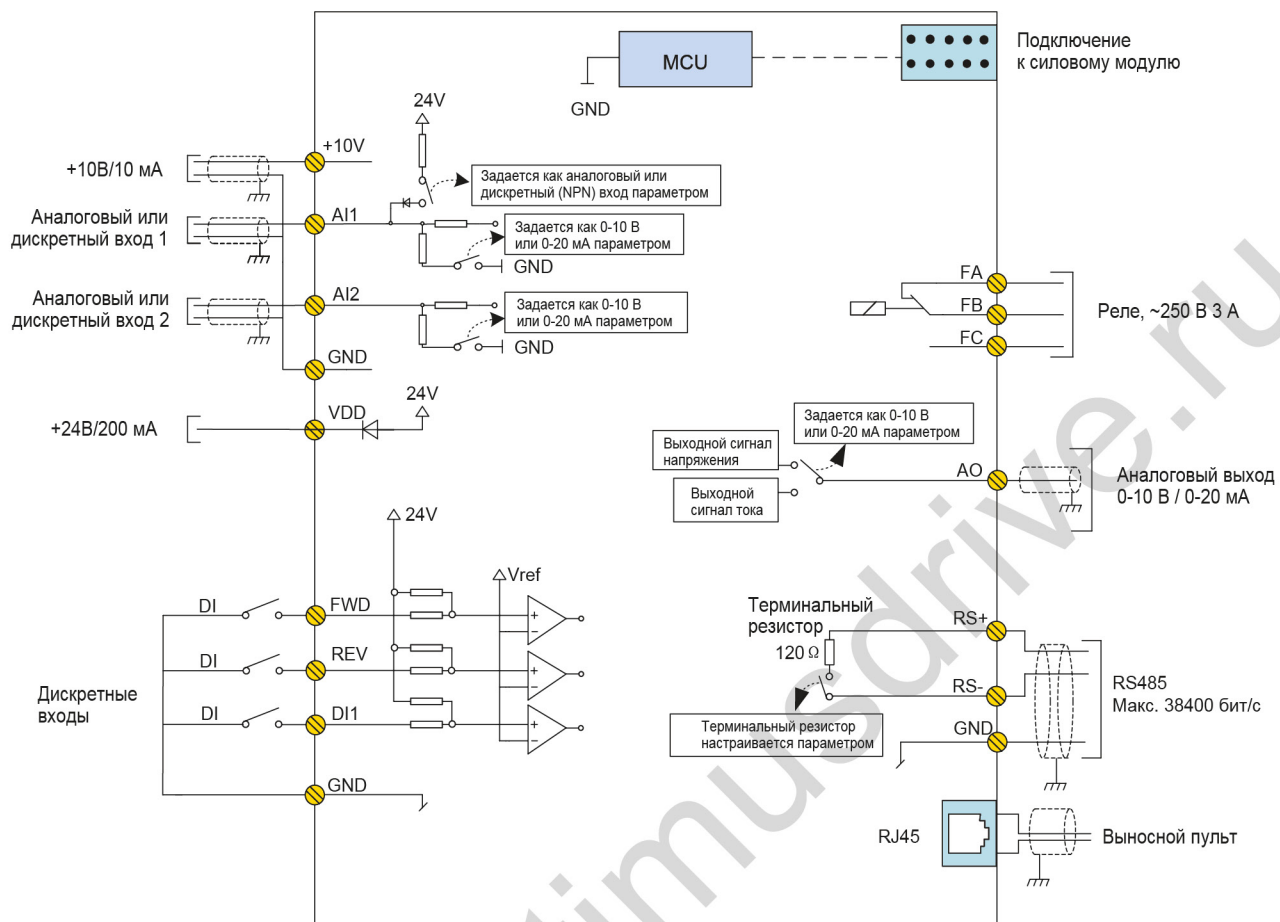 MCU
GND
Подключение
к силовому модулю
24V
+10V
+10В/10 мА
Задается как аналоговый или
дискретный (NPN) вход параметром
Аналоговый или
дискретный вход 1
AI1
Задается как 0-10 В
или 0-20 мА параметром
GND
Аналоговый или
дискретный вход 2
AI2
Задается как 0-10 В
или 0-20 мА параметром
GND
GND
FA
FB
FC
Реле, ~250 В 3 А
+24В/200 мА
VDD
24V
Задается как 0-10 В
или 0-20 мА параметром
Выходной сигнал
напряжения
Выходной
сигнал тока
AO
Аналоговый выход
0-10 В / 0-20 мА
24V
Vref
Дискретные
входы
DI
FWD
DI
REV
DI
DI1
GND
+
−
+
−
+
−
Терминальный
резистор
120 Ω
RS+
RS-
GND
Терминальный резистор
настраивается параметром
RS485
Макс. 38400 бит/с
RJ45
Выносной пульт
timusdrive.ru